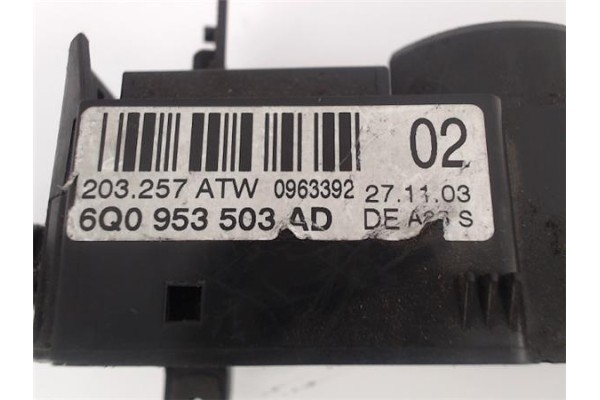 02
203.257 ATW 0963392 27.11.03
6Q0 953 503 AD DE S